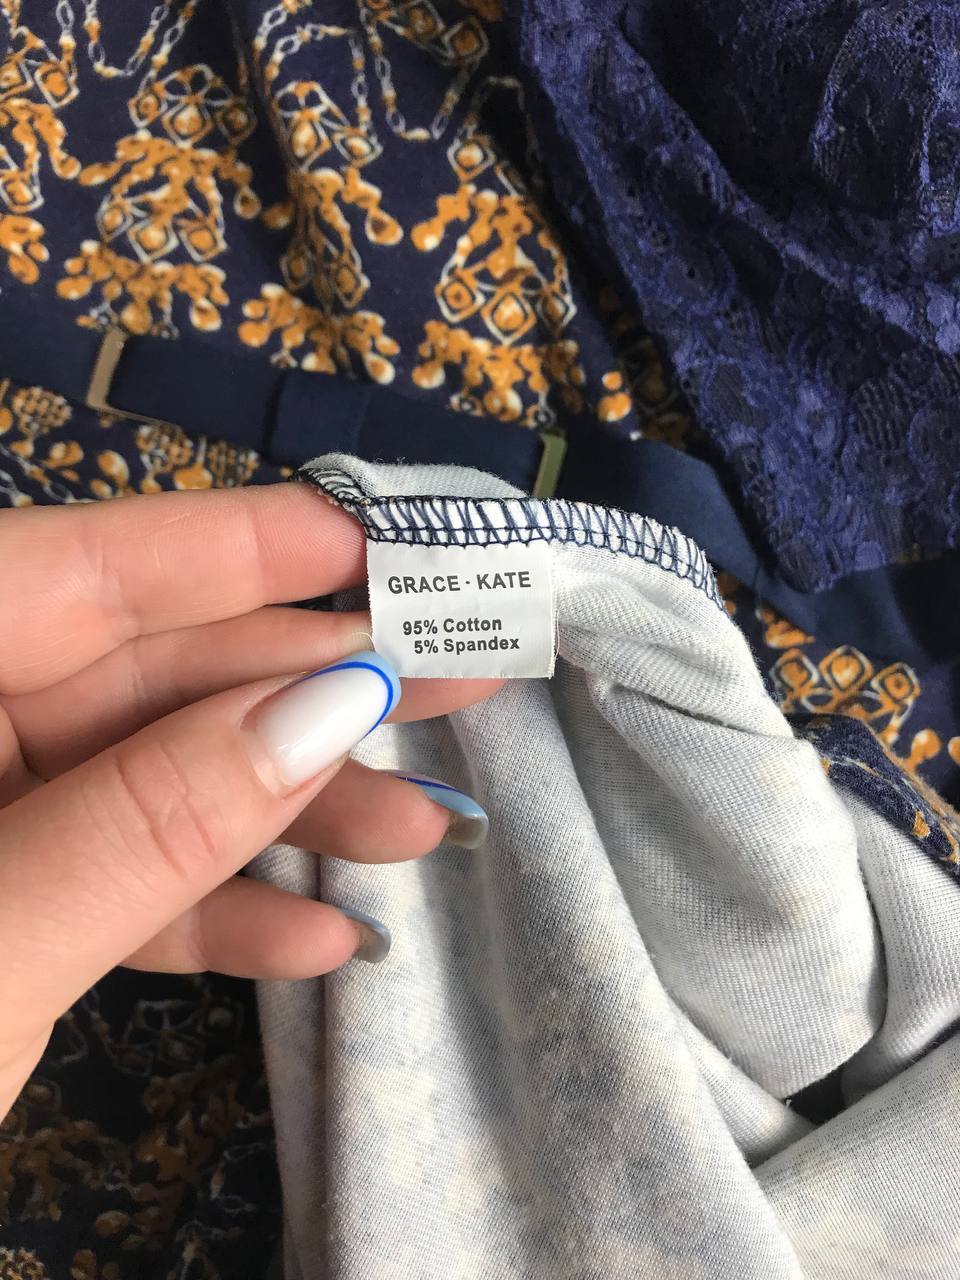 GRACE · KATE
95% Cotton
5% Spandex